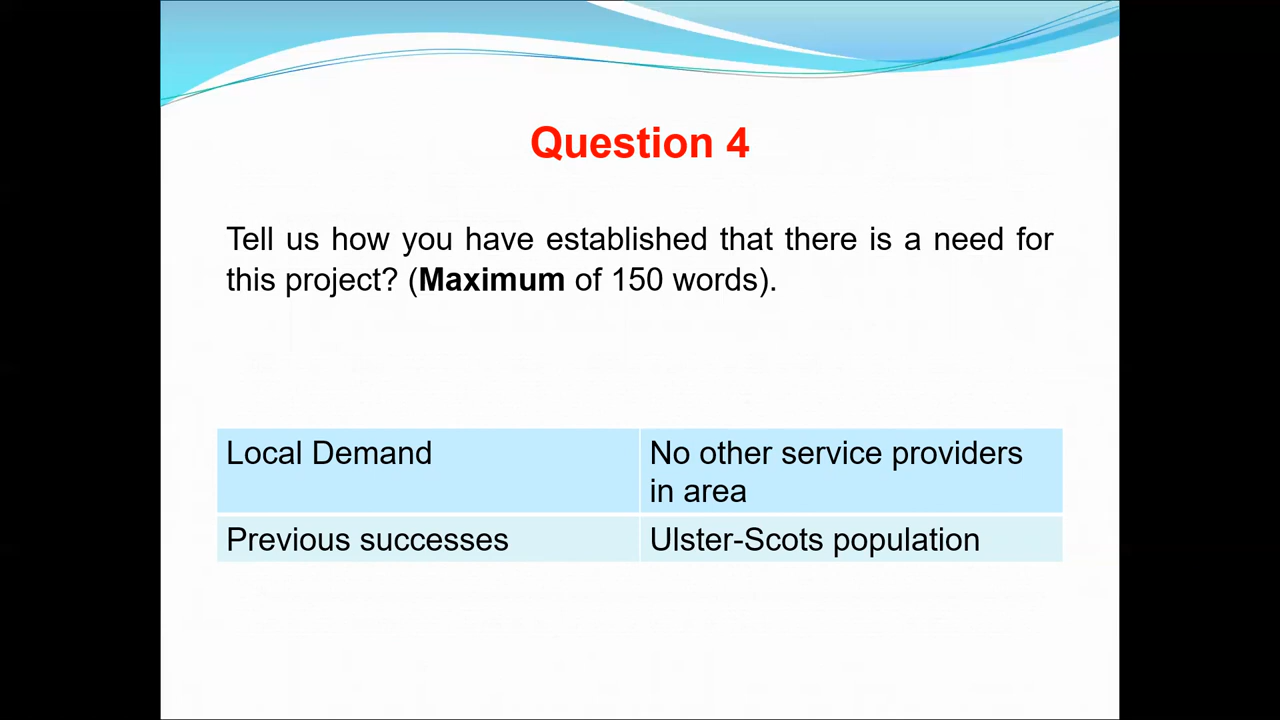 Question 4
Tell us how you have established that there is a need for
this project? (Maximum of 150 words).
Local Demand
No other service providers
in area
Previous successes
Ulster-Scots population